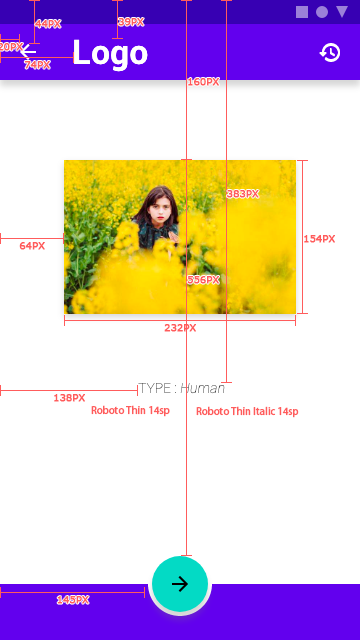 44PX
39PX
20PX
Logo
74PX
160PX
383PX
64PX
154PX
556PX
232PX
TYPE : Human
138PX
Roboto Thin 14sp
Roboto Thin Italic 14sp
145PX